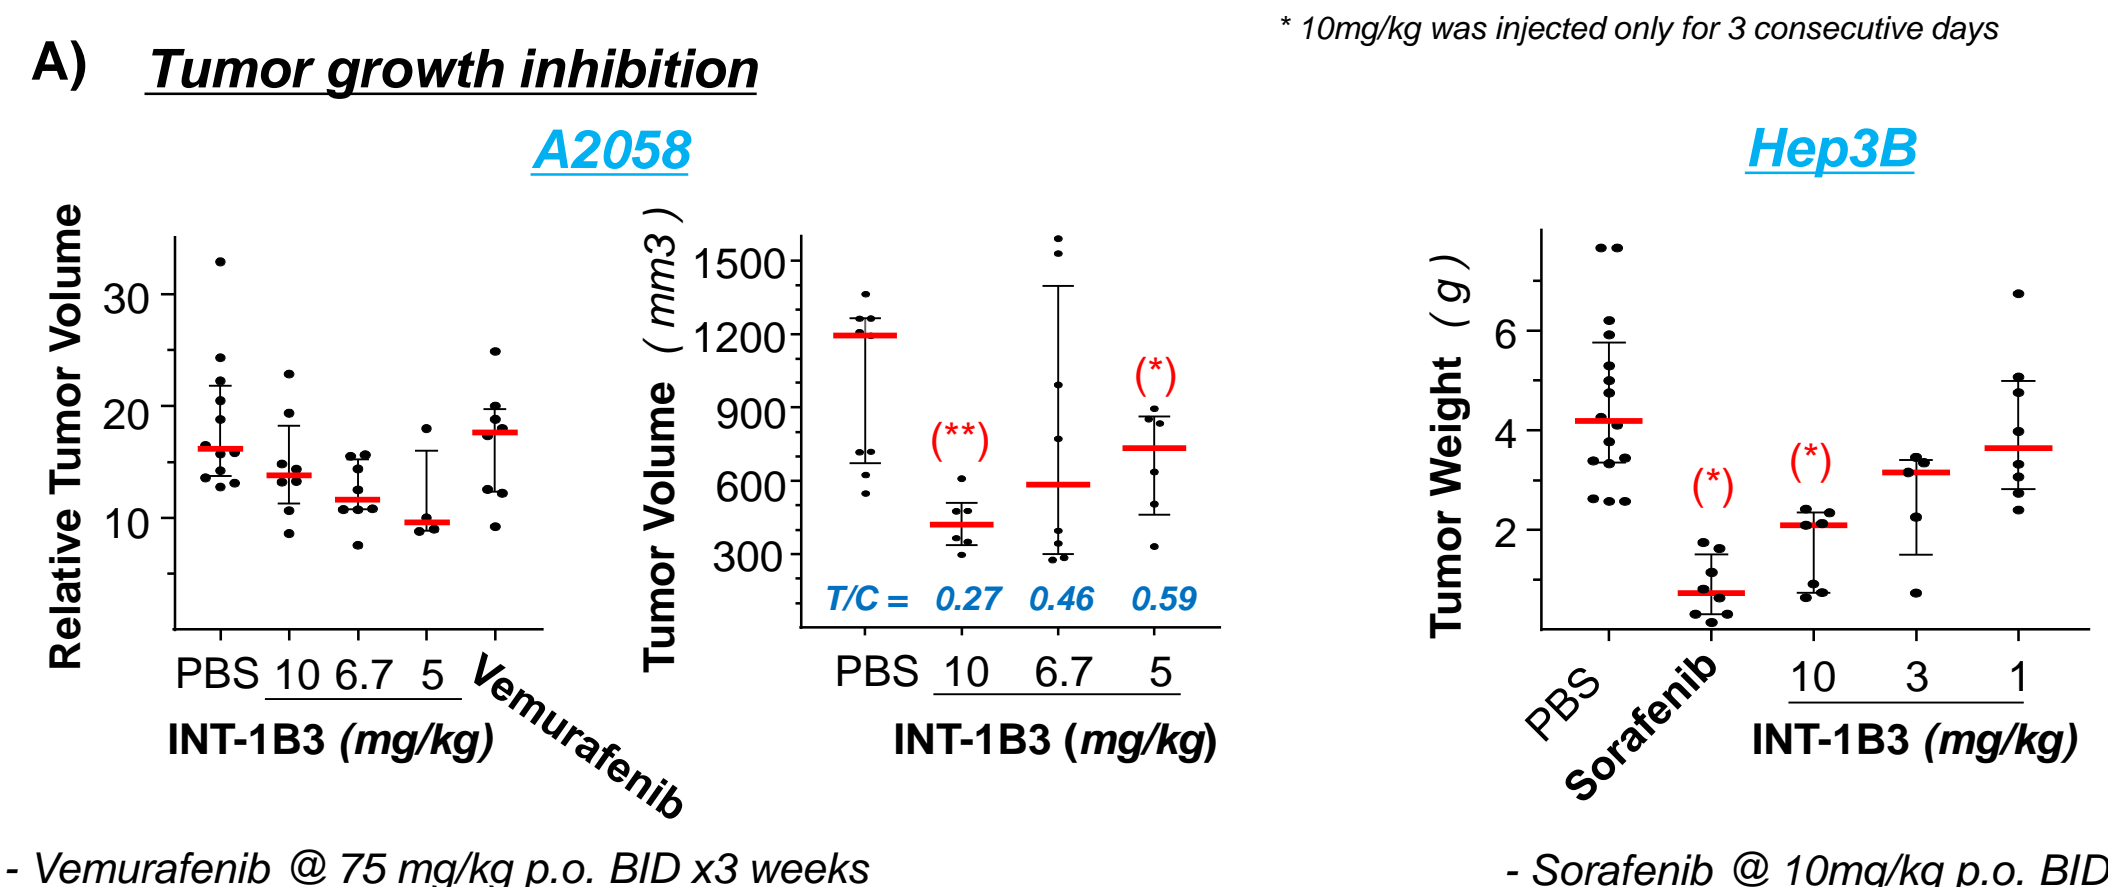 * 10mg/kg was injected only for 3 consecutive days
A) Tumor growth inhibition
A2058
Hep3B
Relative Tumor Volume
30
20
10
PBS 10 6.7 5 Vemurafenib
INT-1B3 (mg/kg)
Tumor Volume ( mm3 )
1500
1200
900
600
300
(**)
(*)
T/C = 0.27 0.46 0.59
PBS 10 6.7 5
INT-1B3 (mg/kg)
Tumor Weight ( g )
6
4
2
(*)
(*)
PBS Sorafenib 10 3 1
INT-1B3 (mg/kg)
- Vemurafenib @ 75 mg/kg p.o. BID x3 weeks
- Sorafenib @ 10mg/kg p.o. BID